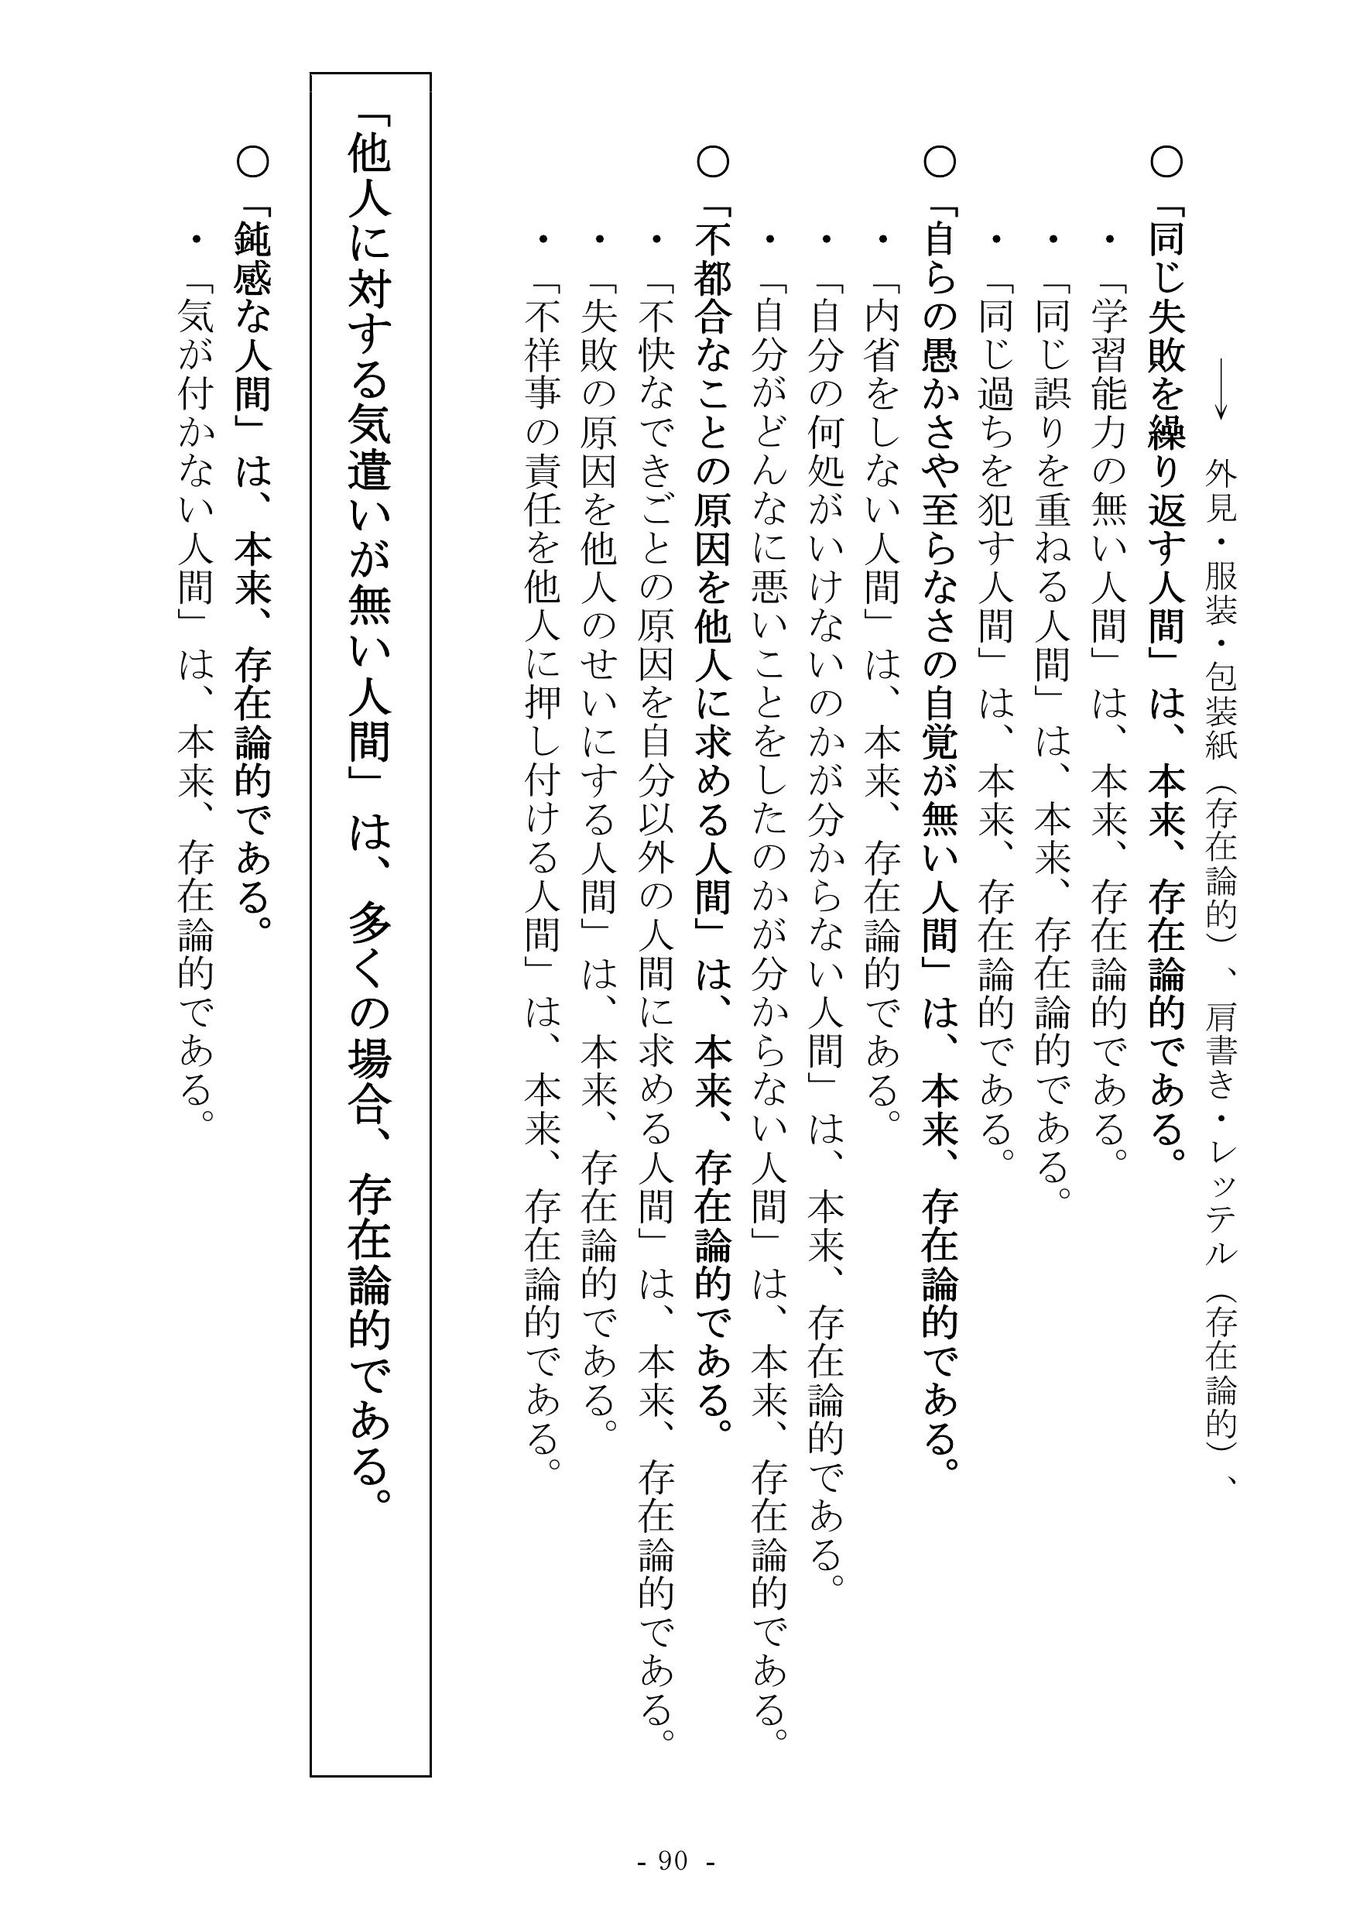 → 外見・服装・包装紙（存在論的）、肩書き・レッテル（存在論的）、
○「同じ失敗を繰り返す人間」は、本来、存在論的である。
・「学習能力の無い人間」は、本来、存在論的である。
・「同じ誤りを重ねる人間」は、本来、存在論的である。
・「同じ過ちを犯す人間」は、本来、存在論的である。
○「自らの愚かさや至らなさの自覚が無い人間」は、本来、存在論的である。
・「内省をしない人間」は、本来、存在論的である。
・「自分の何処がいけないのかが分からない人間」は、本来、存在論的である。
・「自分がどんなに悪いことをしたのかが分からない人間」は、本来、存在論的である。
○「不都合なことの原因を他人に求める人間」は、本来、存在論的である。
・「不快なできごとの原因を自分以外の人間に求める人間」は、本来、存在論的である。
・「失敗の原因を他人のせいにする人間」は、本来、存在論的である。
・「不祥事の責任を他人に押し付ける人間」は、本来、存在論的である。
「他人に対する気遣いが無い人間」は、多くの場合、存在論的である。
○「鈍感な人間」は、本来、存在論的である。
・「気が付かない人間」は、本来、存在論的である。
- 90 -